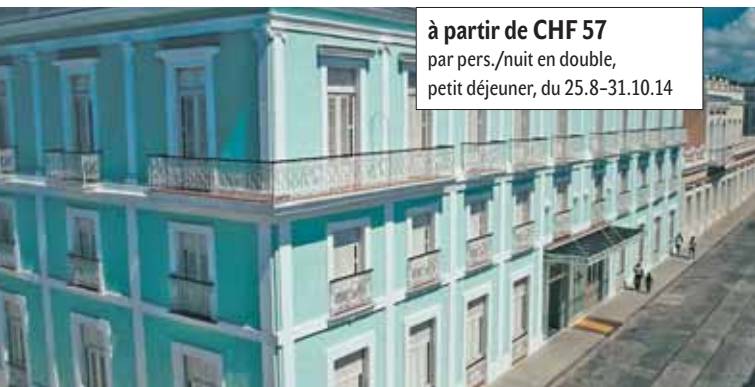 à partir de CHF 57
par pers./nuit en double,
petit déjeuner, du 25.8–31.10.14